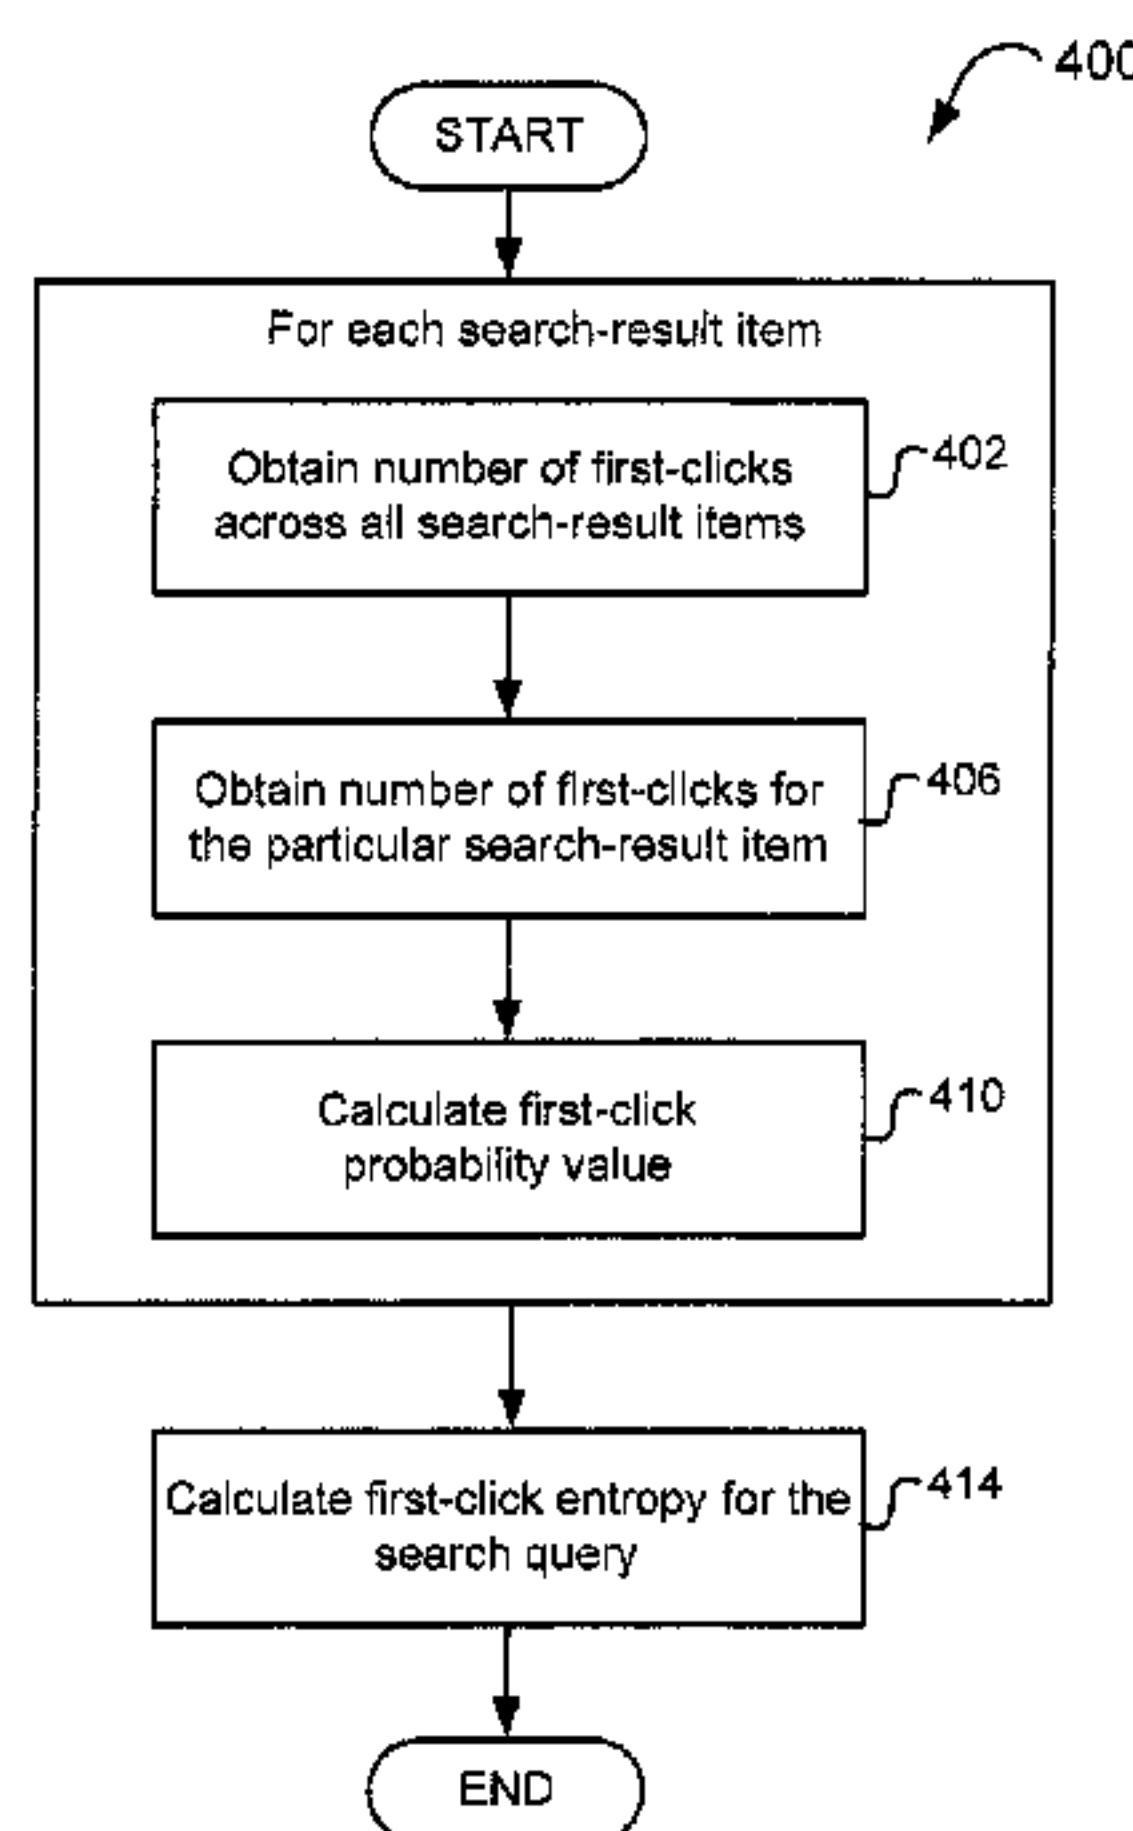 400
START
For each search-result item
Obtain number of first-clicks
across all search-result items
402
Obtain number of first-clicks for
the particular search-result item
406
Calculate first-click
probability value
410
Calculate first-click entropy for the
search query
414
END